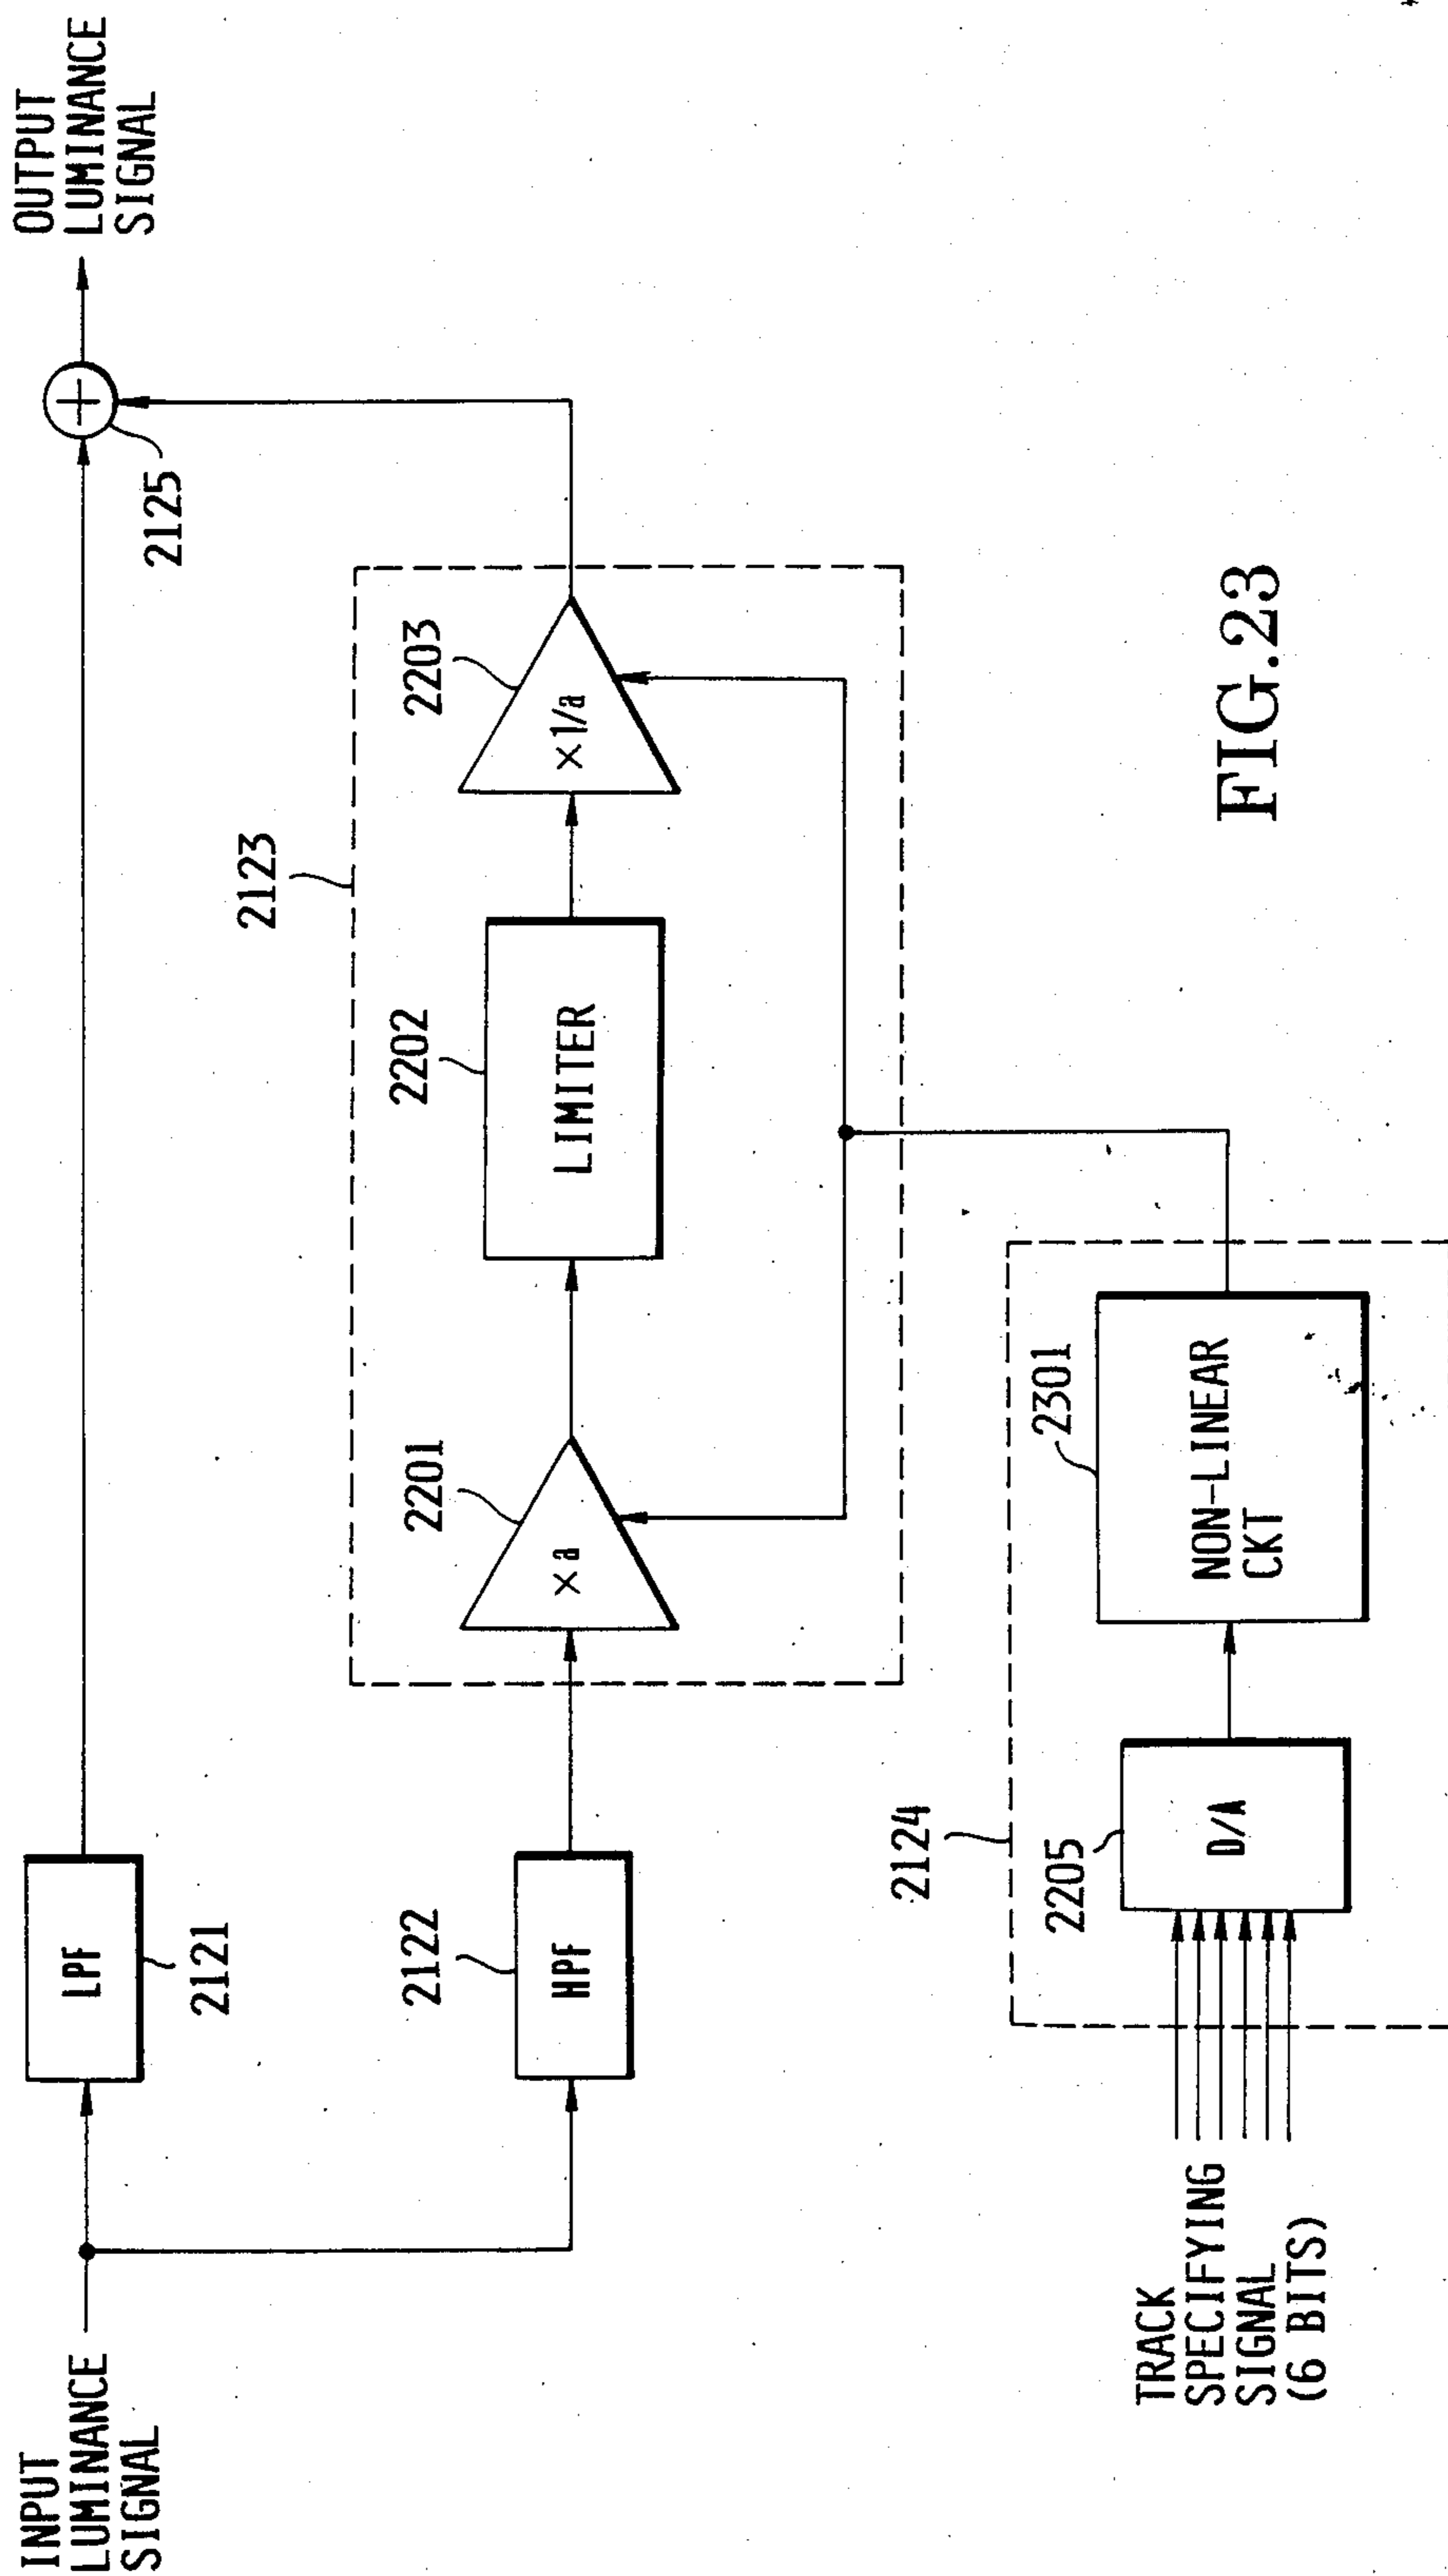 INPUT
LUMINANCE
SIGNAL
LPF
2121
2125
OUTPUT
LUMINANCE
SIGNAL
2122
HPF
2123
2201
×a
2202
LIMITER
2203
×1/a
TRACK
SPECIFYING
SIGNAL
(6 BITS)
2124
2205
D/A
2301
NON-LINEAR
CKT
FIG.23